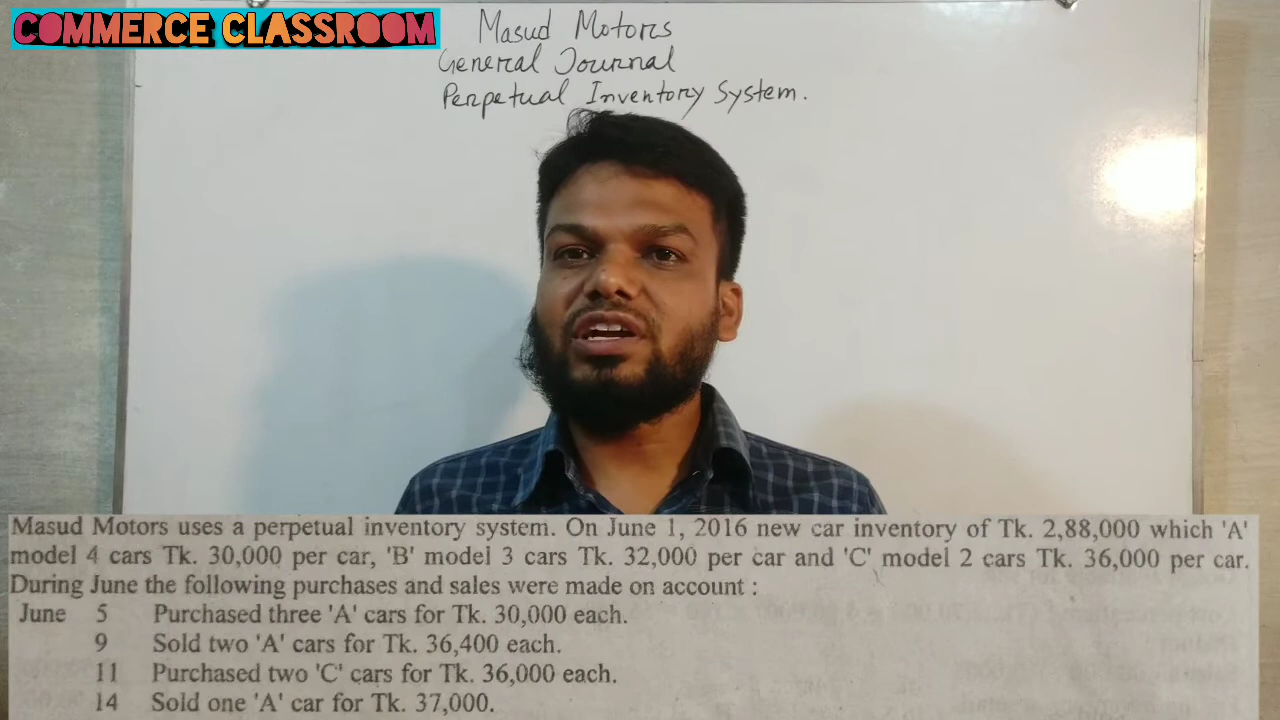 COMMERCE CLASSROOM
Masud Motors
General Journal
Perpetual Inventory System.
Masud Motors uses a perpetual inventory system. On June 1, 2016 new car inventory of Tk. 2,88,000 which 'A'
model 4 cars Tk. 30,000 per car, 'B' model 3 cars Tk. 32,000 per car and 'C' model 2 cars Tk. 36,000 per car.
During June the following purchases and sales were made on account :
June 5 Purchased three 'A' cars for Tk. 30,000 each.
9 Sold two 'A' cars for Tk. 36,400 each.
11 Purchased two 'C' cars for Tk. 36,000 each.
14 Sold one 'A' car for Tk. 37,000.